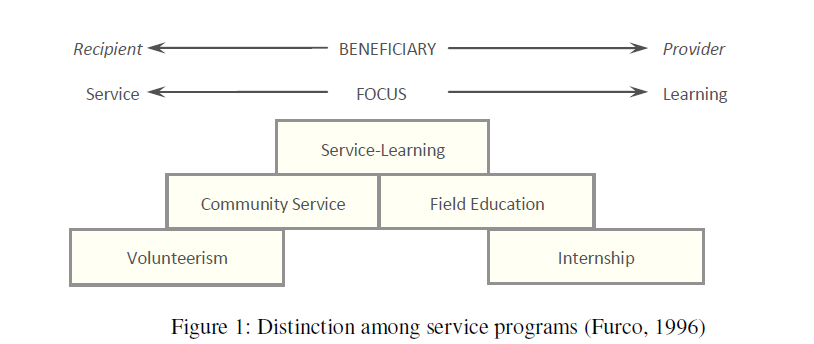 Recipient BENEFICIARY Provider
Service FOCUS Learning
Service-Learning
Community Service Field Education
Volunteerism Internship
Figure 1: Distinction among service programs (Furco, 1996)